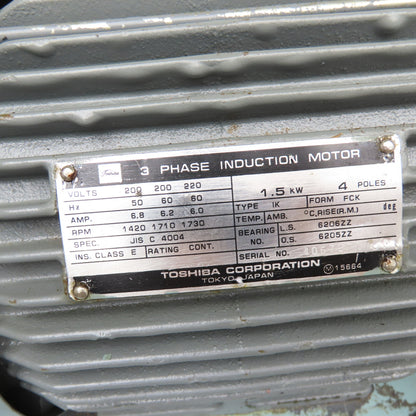 3 PHASE INDUCTION MOTOR
VOLTS 200 200 220
Hz 50 60 60
AMP. 6.8 6.2 6.0
RPM 1420 1710 1730
SPEC. JIS C 4004
INS. CLASS E RATING CONT.
1.5 KW 4 POLES
TYPE IK FORM FCK
TEMP. AMB. °C, RISE(R.M.) deg
BEARING NO. L.S. 6206ZZ
O.S. 6205ZZ
SERIAL NO.
TOSHIBA CORPORATION
TOKYO JAPAN
Ⓜ15664